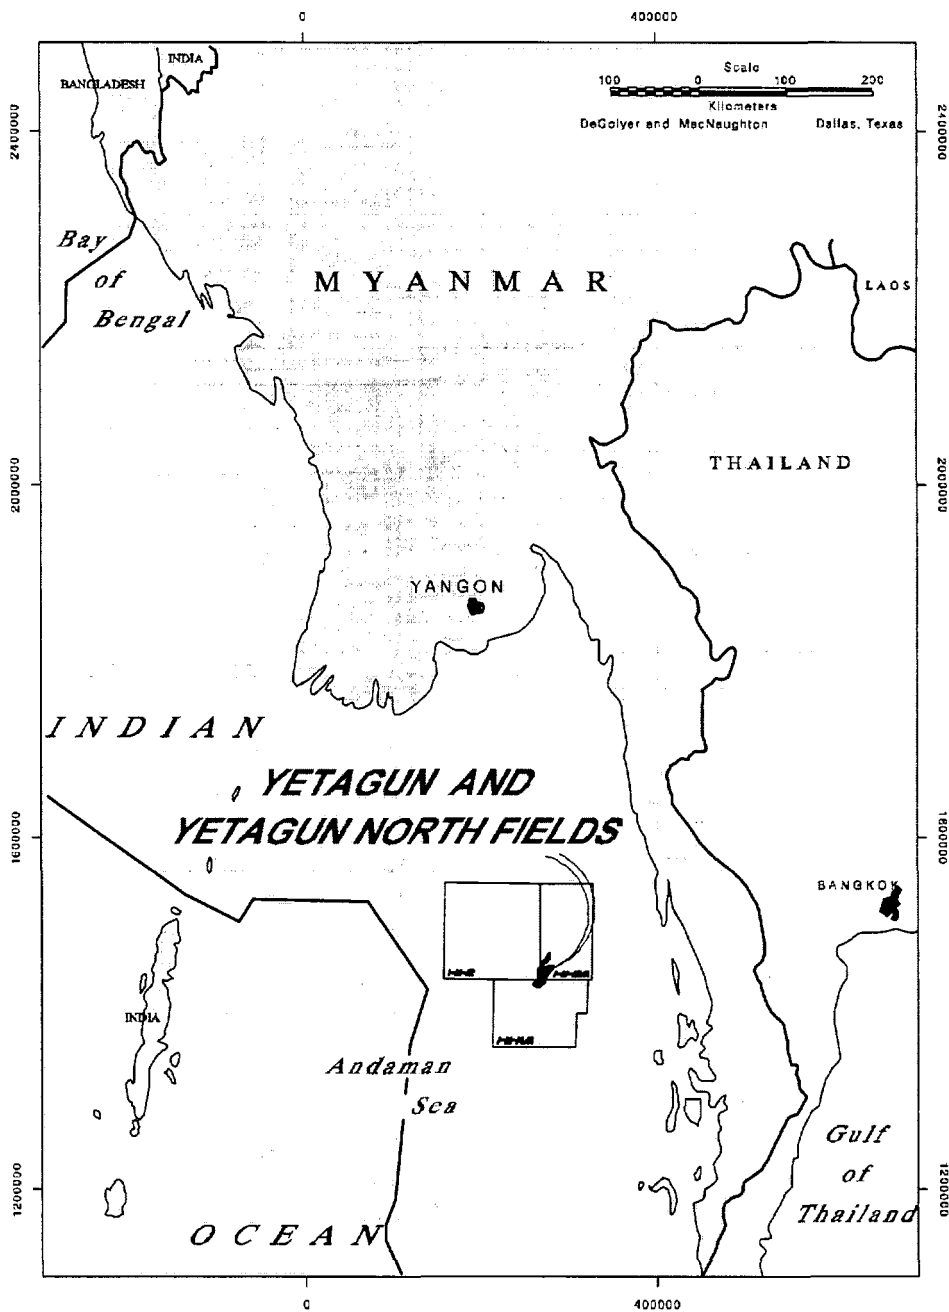 0
400000
INDIA
BANGLADESH
Scale
100 0 100 200
Kilometers
DeGolyer and MacNaughton Dallas, Texas
2400000
2400000
Bay
of
Bengal
MYANMAR
LAOS
THAILAND
2000000
2000000
YANGON
INDIAN
YETAGUN AND
YETAGUN NORTH FIELDS
1600000
1600000
BANGKOK
INDIA
Andaman
Sea
Gulf
of
Thailand
1200000
1200000
OCEAN
0
400000